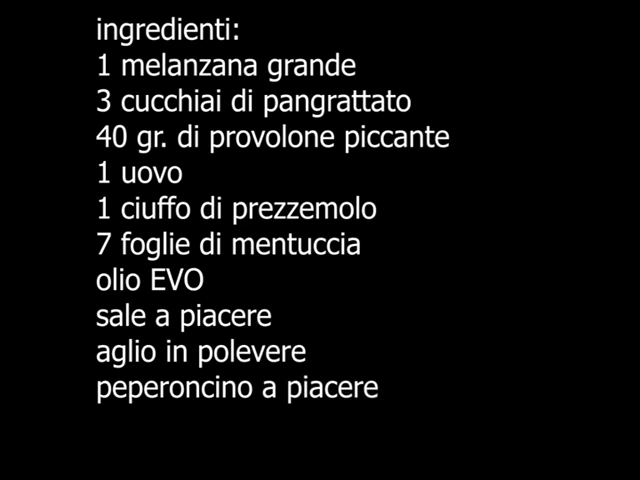 ingredienti:
1 melanzana grande
3 cucchiai di pangrattato
40 gr. di provolone piccante
1 uovo
1 ciuffo di prezzemolo
7 foglie di mentuccia
olio EVO
sale a piacere
aglio in polevere
peperoncino a piacere